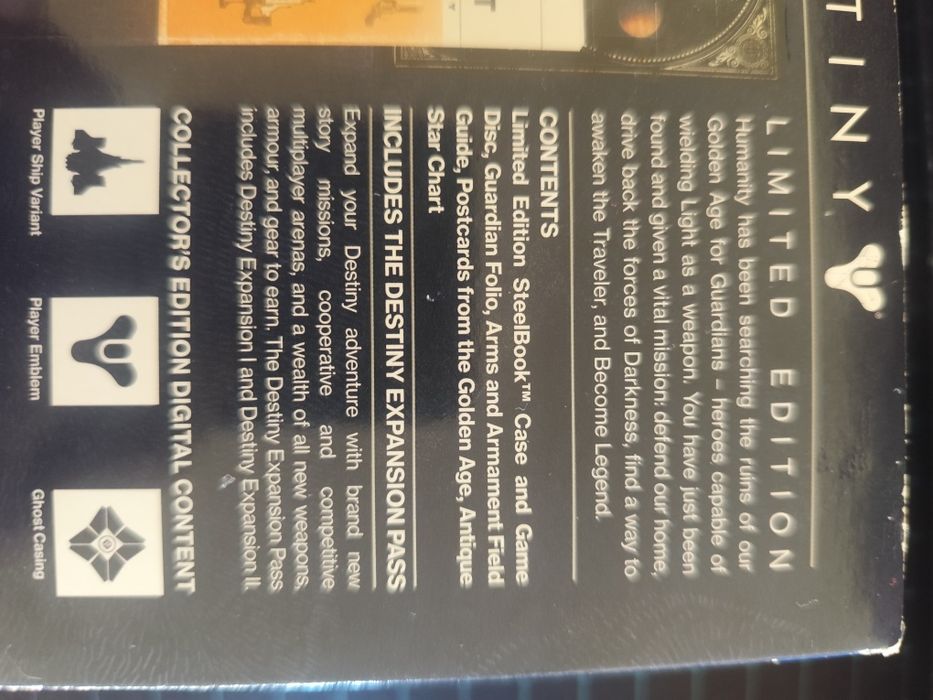 TINY
LIMITED EDITION
Humanity has been searching the ruins of our
Golden Age for Guardians – heroes capable of
wielding Light as a weapon. You have just been
found and given a vital mission: defend our home,
drive back the forces of Darkness, find a way to
awaken the Traveler, and Become Legend.
CONTENTS
Limited Edition SteelBook™ Case and Game
Disc, Guardian Folio, Arms and Armament Field
Guide, Postcards from the Golden Age, Antique
Star Chart
INCLUDES THE DESTINY EXPANSION PASS
Expand your Destiny adventure with brand new
story missions, cooperative and competitive
multiplayer arenas, and a wealth of all new weapons,
armour, and gear to earn. The Destiny Expansion Pass
includes Destiny Expansion I and Destiny Expansion II.
COLLECTOR'S EDITION DIGITAL CONTENT
Player Ship Variant
Player Emblem
Ghost Casing